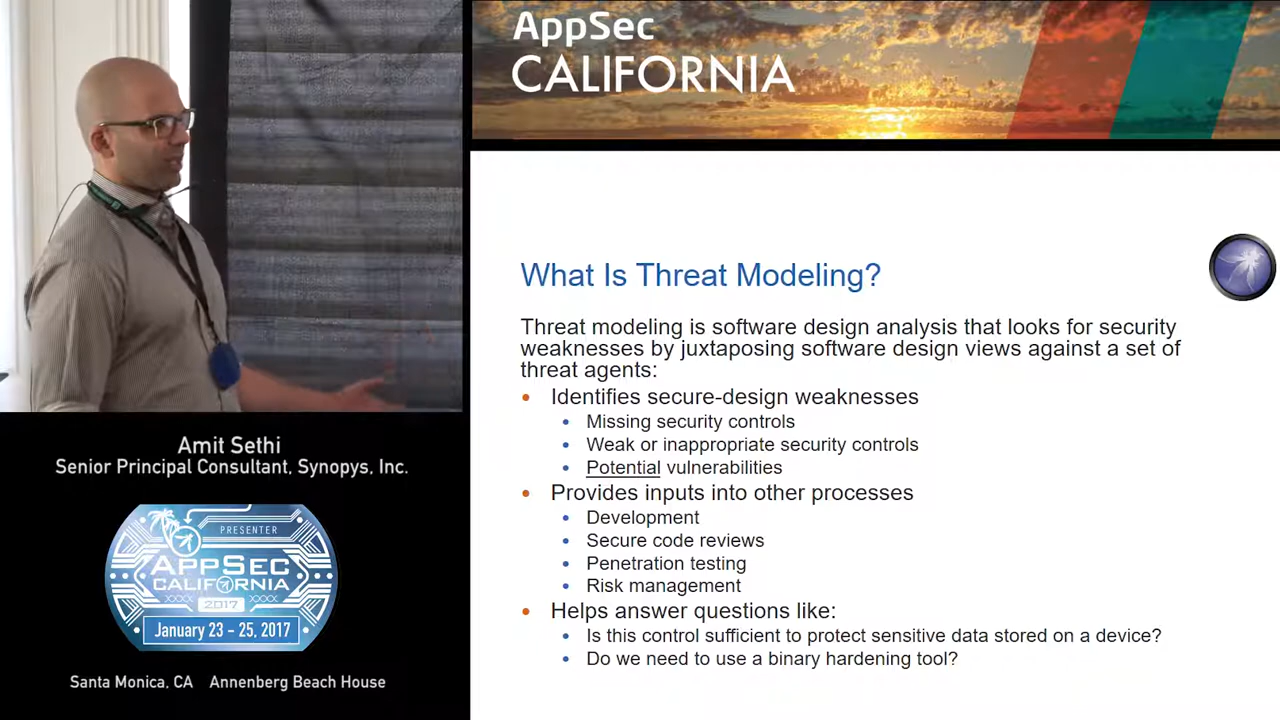 AppSec
CALIFORNIA
What Is Threat Modeling?
Threat modeling is software design analysis that looks for security
weaknesses by juxtaposing software design views against a set of
threat agents:
• Identifies secure-design weaknesses
• Missing security controls
• Weak or inappropriate security controls
• Potential vulnerabilities
• Provides inputs into other processes
• Development
• Secure code reviews
• Penetration testing
• Risk management
• Helps answer questions like:
• Is this control sufficient to protect sensitive data stored on a device?
• Do we need to use a binary hardening tool?
Amit Sethi
Senior Principal Consultant, Synopys, Inc.
PRESENTER
APPSEC
CALIFORNIA
XXXX 2017 XXXX
January 23 - 25, 2017
Santa Monica, CA Annenberg Beach House